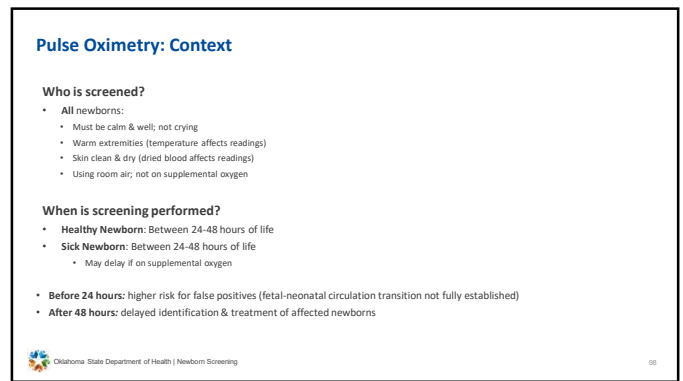 Pulse Oximetry: Context
Who is screened?
• All newborns:
• Must be calm & well; not crying
• Warm extremities (temperature affects readings)
• Skin clean & dry (dried blood affects readings)
• Using room air; not on supplemental oxygen
When is screening performed?
• Healthy Newborn: Between 24-48 hours of life
• Sick Newborn: Between 24-48 hours of life
• May delay if on supplemental oxygen
• Before 24 hours: higher risk for false positives (fetal-neonatal circulation transition not fully established)
• After 48 hours: delayed identification & treatment of affected newborns
Oklahoma State Department of Health | Newborn Screening
98